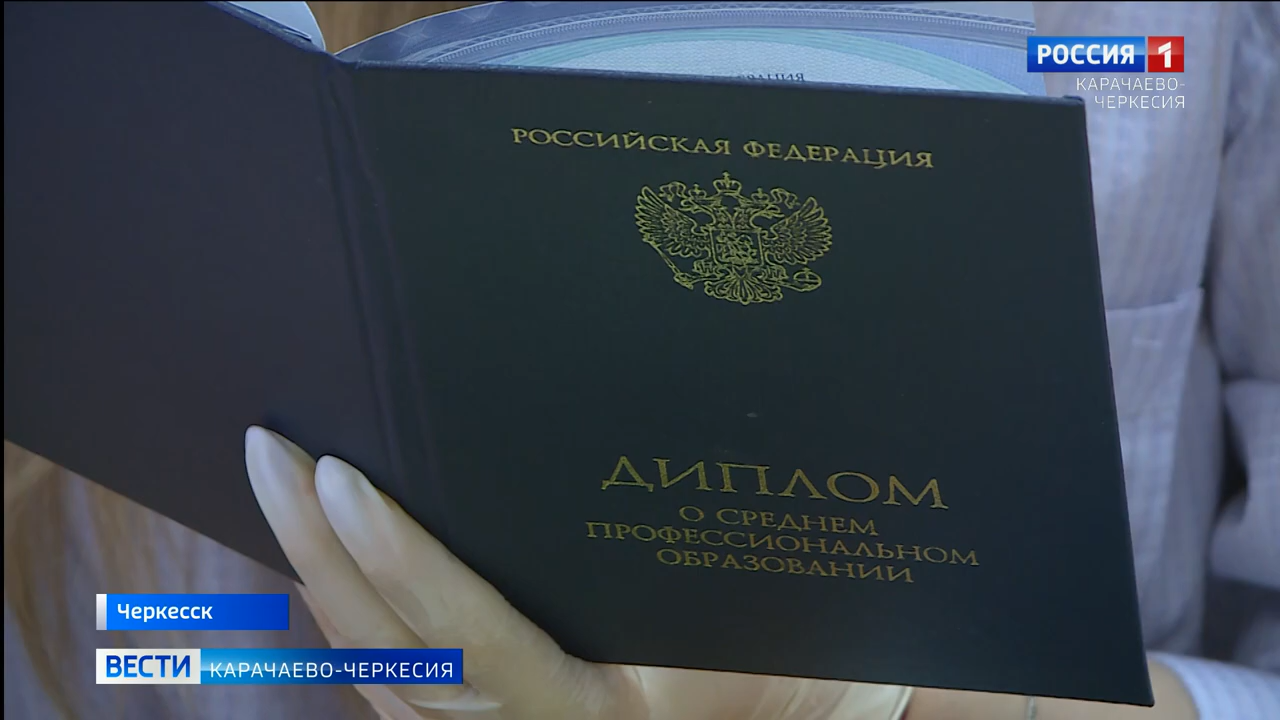 РОССИЯ 1
КАРАЧАЕВО-
ЧЕРКЕСИЯ
РОССИЙСКАЯ ФЕДЕРАЦИЯ
ДИПЛОМ
О СРЕДНЕМ
ПРОФЕССИОНАЛЬНОМ
ОБРАЗОВАНИИ
Черкесск
ВЕСТИ КАРАЧАЕВО-ЧЕРКЕСИЯ